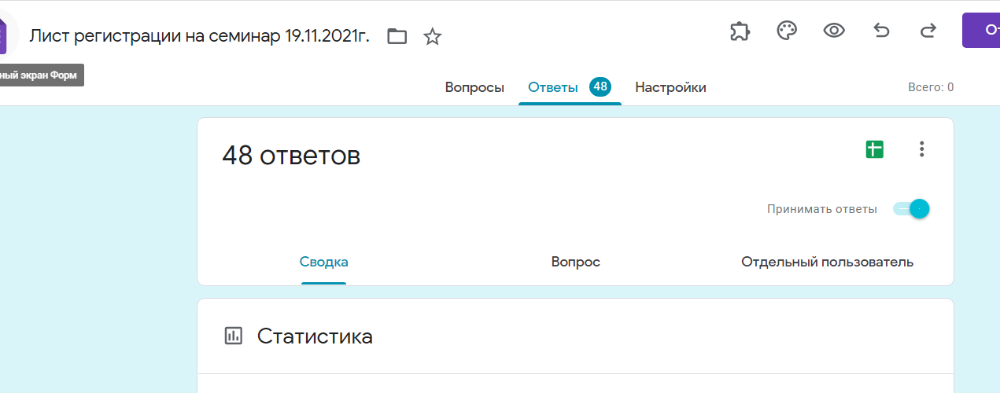 Лист регистрации на семинар 19.11.2021г.
ный экран Форм
Вопросы Ответы 48 Настройки
Всего: 0
48 ответов
Принимать ответы
Сводка Вопрос Отдельный пользователь
Статистика